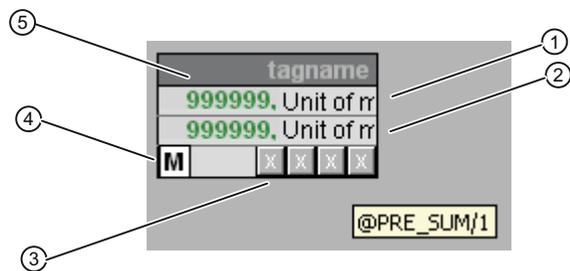 5
tagname
1
999999, Unit of m
2
999999, Unit of m
4
M
X X X X
@PRE_SUM/1
3